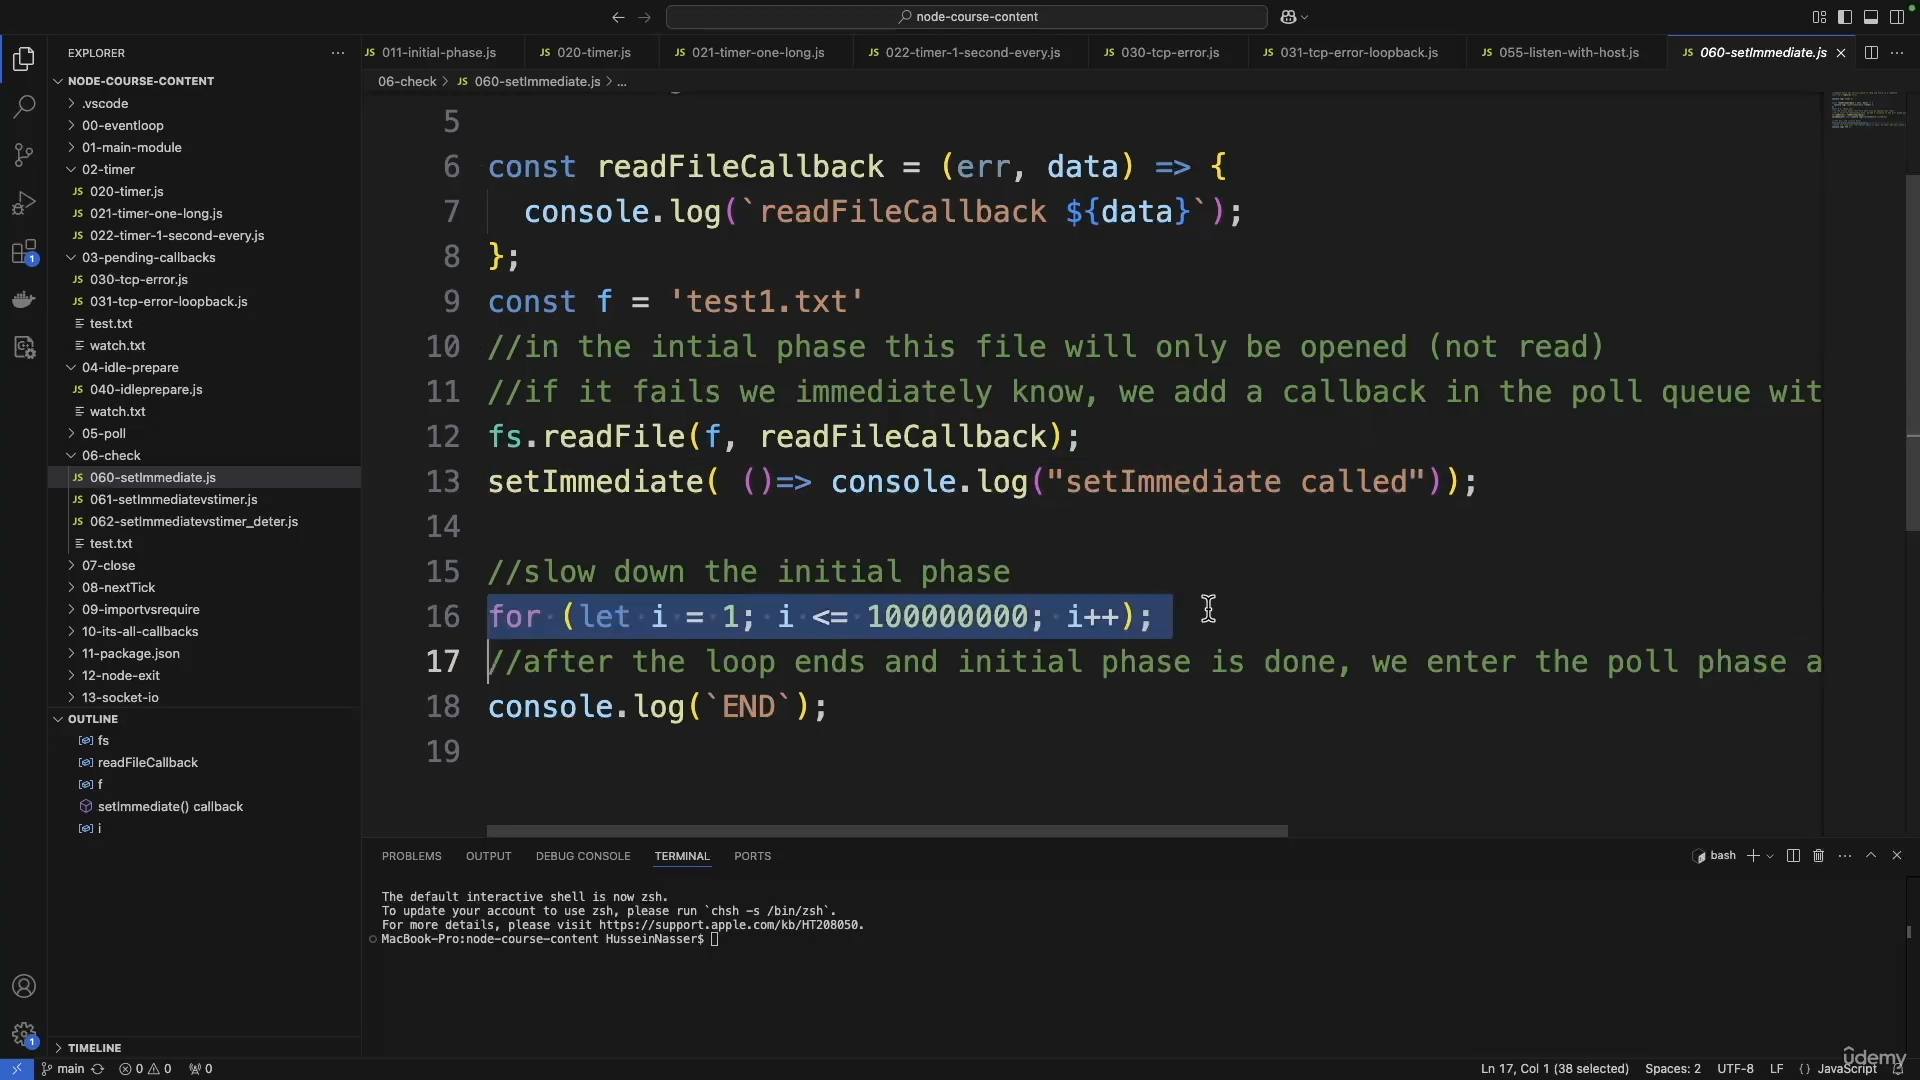 node-course-content
EXPLORER
011-initial-phase.js
020-timer.js
021-timer-one-long.js
022-timer-1-second-every.js
030-tcp-error.js
031-tcp-error-loopback.js
055-listen-with-host.js
060-setImmediate.js
06-check > JS 060-setImmediate.js > ...
NODE-COURSE-CONTENT
.vscode
00-eventloop
01-main-module
02-timer
JS 020-timer.js
JS 021-timer-one-long.js
JS 022-timer-1-second-every.js
03-pending-callbacks
JS 030-tcp-error.js
JS 031-tcp-error-loopback.js
test.txt
watch.txt
04-idle-prepare
JS 040-idleprepare.js
watch.txt
05-poll
06-check
JS 060-setImmediate.js
JS 061-setImmediatevstimer.js
JS 062-setImmediatevstimer_deter.js
test.txt
07-close
08-nextTick
09-importvsrequire
10-its-all-callbacks
11-package.json
12-node-exit
13-socket-io
OUTLINE
fs
readFileCallback
f
setImmediate() callback
i
TIMELINE
5
6 const readFileCallback = (err, data) => {
7 console.log(`readFileCallback ${data}`);
8 };
9 const f = 'test1.txt'
10 //in the intial phase this file will only be opened (not read)
11 //if it fails we immediately know, we add a callback in the poll queue wit
12 fs.readFile(f, readFileCallback);
13 setImmediate( ()=> console.log("setImmediate called"));
14
15 //slow down the initial phase
16 for (let i = 1; i <= 100000000; i++);
17 //after the loop ends and initial phase is done, we enter the poll phase a
18 console.log(`END`);
19
PROBLEMS OUTPUT DEBUG CONSOLE TERMINAL PORTS
bash
The default interactive shell is now zsh.
To update your account to use zsh, please run `chsh -s /bin/zsh`.
For more details, please visit https://support.apple.com/kb/HT208050.
MacBook-Pro:node-course-content HusseinNasser$
main 0 0 0
Ln 17, Col 1 (38 selected) Spaces: 2 UTF-8 LF {} JavaScript
ûdemy